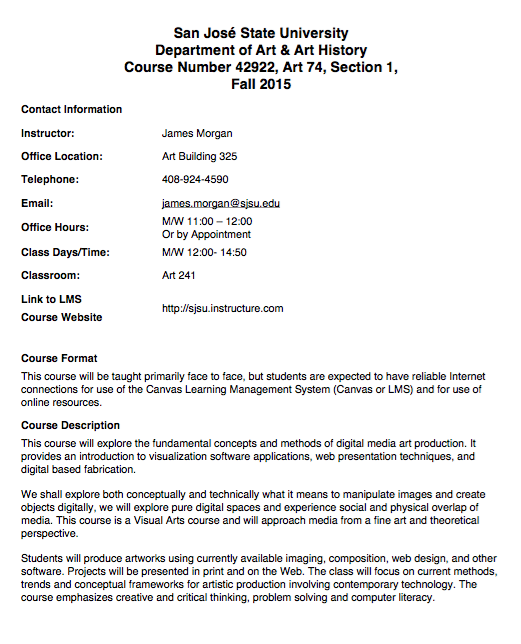 San José State University
Department of Art & Art History
Course Number 42922, Art 74, Section 1,
Fall 2015
Contact Information
Instructor: James Morgan
Office Location: Art Building 325
Telephone: 408-924-4590
Email: james.morgan@sjsu.edu
Office Hours: M/W 11:00 – 12:00
Or by Appointment
Class Days/Time: M/W 12:00- 14:50
Classroom: Art 241
Link to LMS
Course Website http://sjsu.instructure.com
Course Format
This course will be taught primarily face to face, but students are expected to have reliable Internet
connections for use of the Canvas Learning Management System (Canvas or LMS) and for use of
online resources.
Course Description
This course will explore the fundamental concepts and methods of digital media art production. It
provides an introduction to visualization software applications, web presentation techniques, and
digital based fabrication.
We shall explore both conceptually and technically what it means to manipulate images and create
objects digitally, we will explore pure digital spaces and experience social and physical overlap of
media. This course is a Visual Arts course and will approach media from a fine art and theoretical
perspective.
Students will produce artworks using currently available imaging, composition, web design, and other
software. Projects will be presented in print and on the Web. The class will focus on current methods,
trends and conceptual frameworks for artistic production involving contemporary technology. The
course emphasizes creative and critical thinking, problem solving and computer literacy.